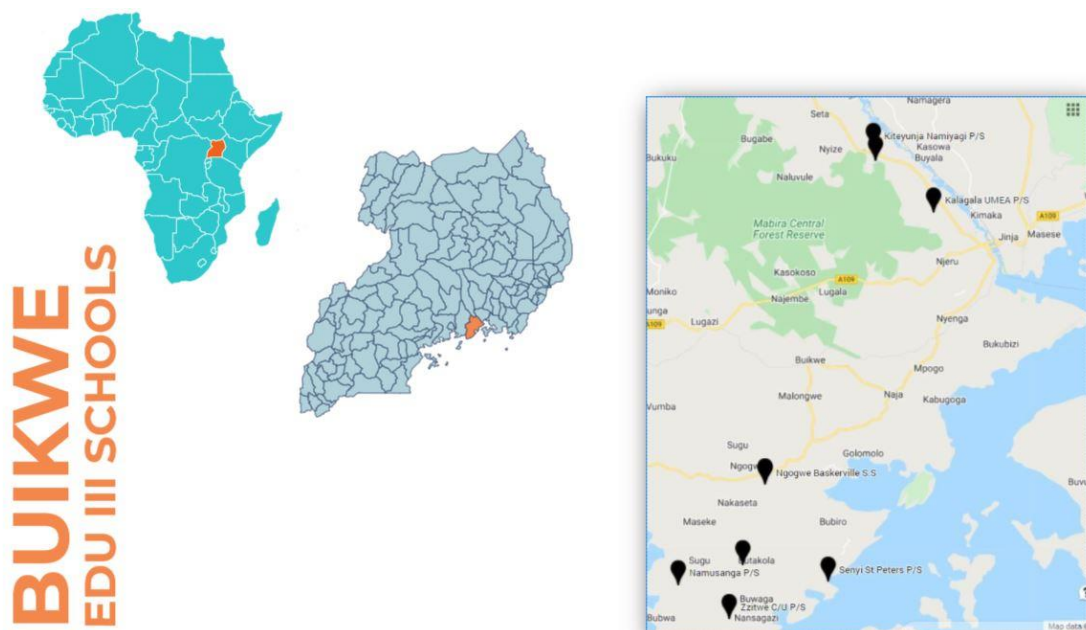 BUIKWE
EDU III SCHOOLS
Namagera
Seta
Kiteyunja Namiyagi P/S
Bugabe
Nyize
Kasowa
Bukuku
Buyala
Naluvule
Kalagala UMEA P/S
Kimaka
A109
Mabira Central
Forest Reserve
Jinja
Masese
Njeru
Kasokoso
A109
Moniko
Lugala
Najembe
Nyenga
A109
Lugazi
Bukubizi
Buikwe
Mpogo
Malongwe
Naja
Kabugoga
Vumba
Sugu
Golomolo
Ngogwe Baskerville S.S
Nakaseta
Maseke
Bubiro
Sugu
Namusanga P/S
Senyi St Peters P/S
Buwaga
Zzitwe C/U P/S
Bubwa
Nansagazi
Map data